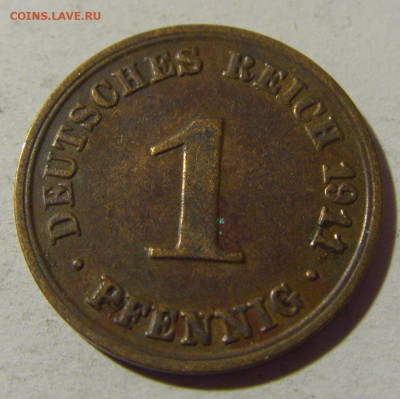 COINS.LAVE.RU
DEUTSCHES REICH 1911
1
· PFENNIG ·